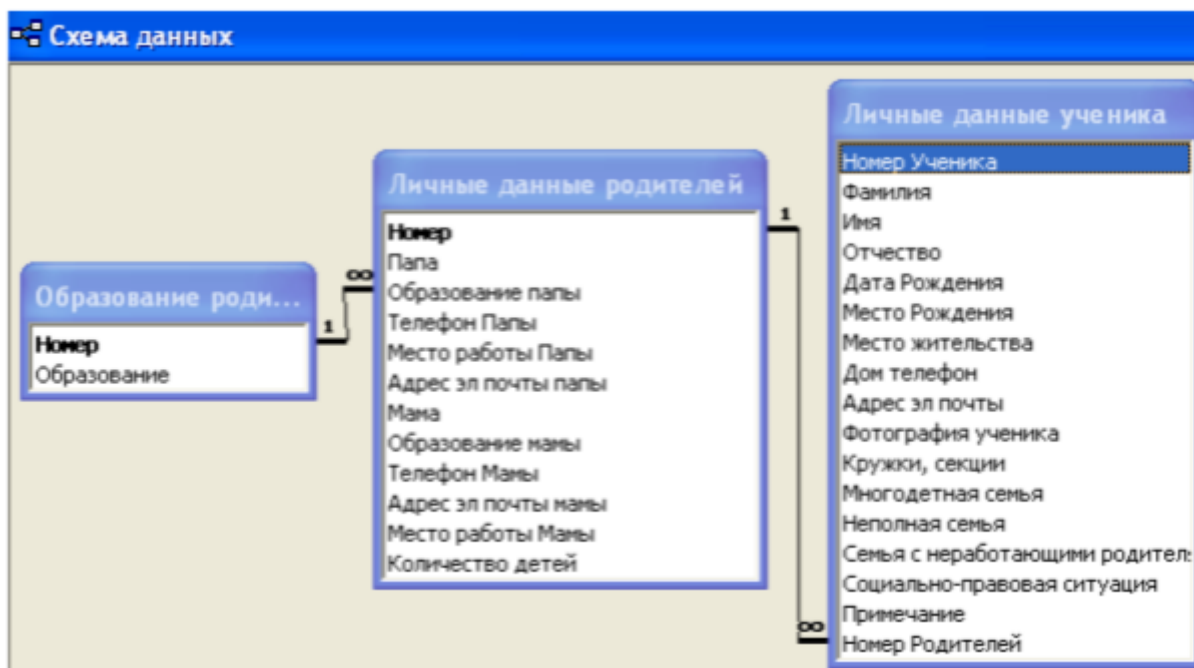 Схема данных
Образование роди...
Номер
Образование
1
∞
Личные данные родителей
Номер
Папа
Образование папы
Телефон Папы
Место работы Папы
Адрес эл почты папы
Мама
Образование мамы
Телефон Мамы
Адрес эл почты мамы
Место работы Мамы
Количество детей
1
∞
Личные данные ученика
Номер Ученика
Фамилия
Имя
Отчество
Дата Рождения
Место Рождения
Место жительства
Дом телефон
Адрес эл почты
Фотография ученика
Кружки, секции
Многодетная семья
Неполная семья
Семья с неработающими родител
Социально-правовая ситуация
Примечание
Номер Родителей